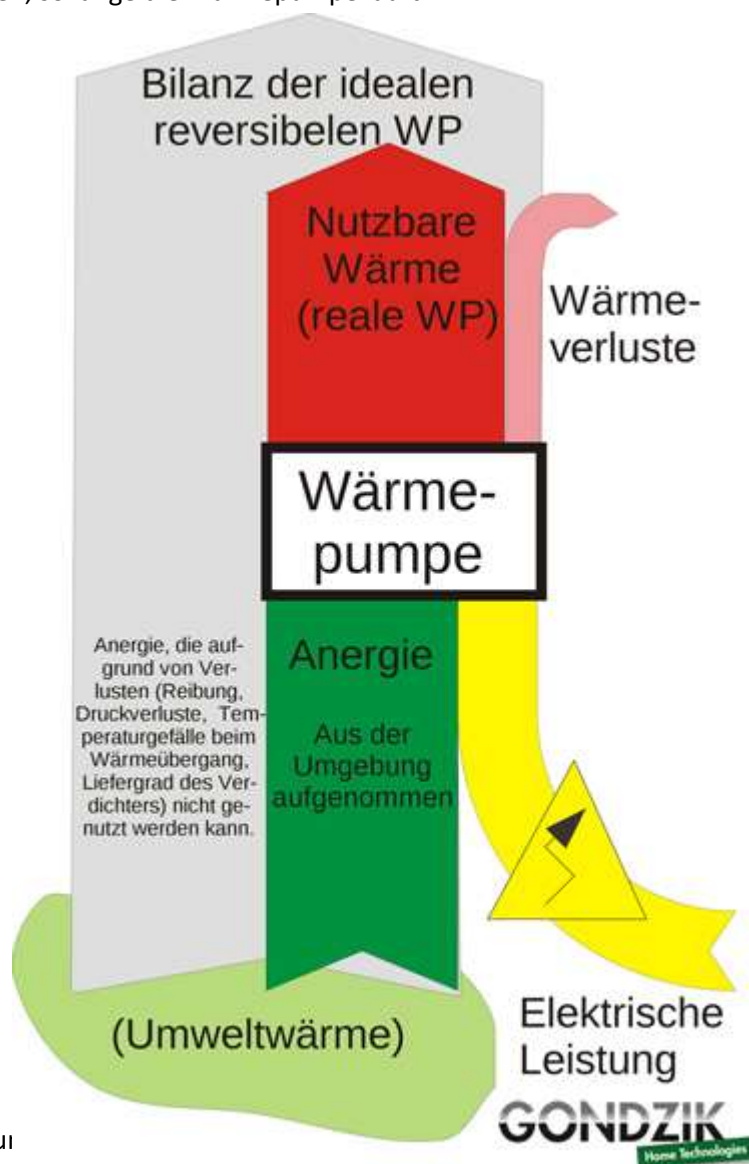 Bilanz der idealen
reversibelen WP
Nutzbare
Wärme
(reale WP)
Wärme-
verluste
Wärme-
pumpe
Anergie, die auf-
grund von Ver-
lusten (Reibung,
Druckverluste, Tem-
peraturgefälle beim
Wärmeübergang,
Liefergrad des Ver-
dichters) nicht ge-
nutzt werden kann.
Anergie
Aus der
Umgebung
aufgenommen
(Umweltwärme)
Elektrische
Leistung
GONDZIK
Home Technologies